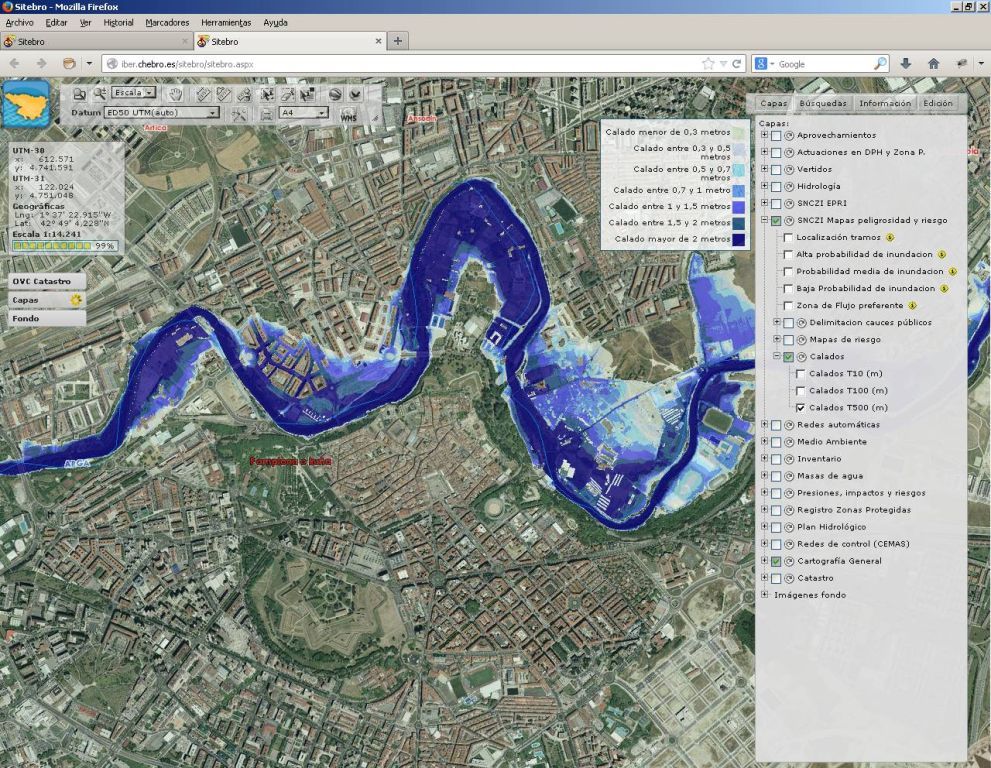 Sitebro - Mozilla Firefox
Archivo Editar Ver Historial Marcadores Herramientas Ayuda
Sitebro
Sitebro
iber.chebro.es/sitebro/sitebro.aspx
Google
Escala
Datum ED50 UTM(auto)
A4
WMS
Artica
Ansoain
UTM-30
x: 612.571
y: 4.741.591
UTM-31
x: 122.024
y: 4.751.048
Geográficas
Lng: 1º 37' 22.915"W
Lat: 42º 49' 4,228"N
Escala 1:14.241
99%
OVC Catastro
Capas
Fondo
Calado menor de 0,3 metros
Calado entre 0,3 y 0,5
metros
Calado entre 0,5 y 0,7
metros
Calado entre 0,7 y 1 metro
Calado entre 1 y 1,5 metros
Calado entre 1,5 y 2 metros
Calado mayor de 2 metros
ARGA
Pamplona o Iruña
Capas Búsquedas Información Edición
Capas:
Aprovechamientos
Actuaciones en DPH y Zona P.
Vertidos
Hidrología
SNCZI EPRI
SNCZI Mapas peligrosidad y riesgo
Localización tramos
Alta probabilidad de inundacion
Probabilidad media de inundacion
Baja Probabilidad de inundacion
Zona de Flujo preferente
Delimitacion cauces públicos
Mapas de riesgo
Calados
Calados T10 (m)
Calados T100 (m)
Calados T500 (m)
Redes automáticas
Medio Ambiente
Inventario
Masas de agua
Presiones, impactos y riesgos
Registro Zonas Protegidas
Plan Hidrológico
Redes de control (CEMAS)
Cartografía General
Catastro
Imágenes fondo